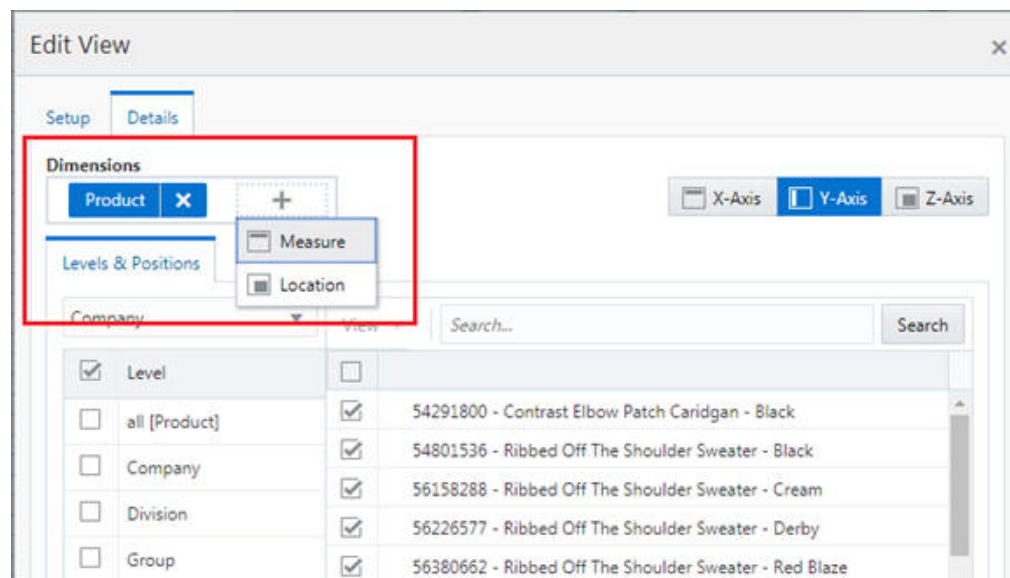 Edit View
Setup Details
Dimensions
Product
X-Axis Y-Axis Z-Axis
Measure
Location
Levels & Positions
Company View Search... Search
Level
all [Product]
Company
Division
Group
54291800 - Contrast Elbow Patch Caridgan - Black
54801536 - Ribbed Off The Shoulder Sweater - Black
56158288 - Ribbed Off The Shoulder Sweater - Cream
56226577 - Ribbed Off The Shoulder Sweater - Derby
56380662 - Ribbed Off The Shoulder Sweater - Red Blaze